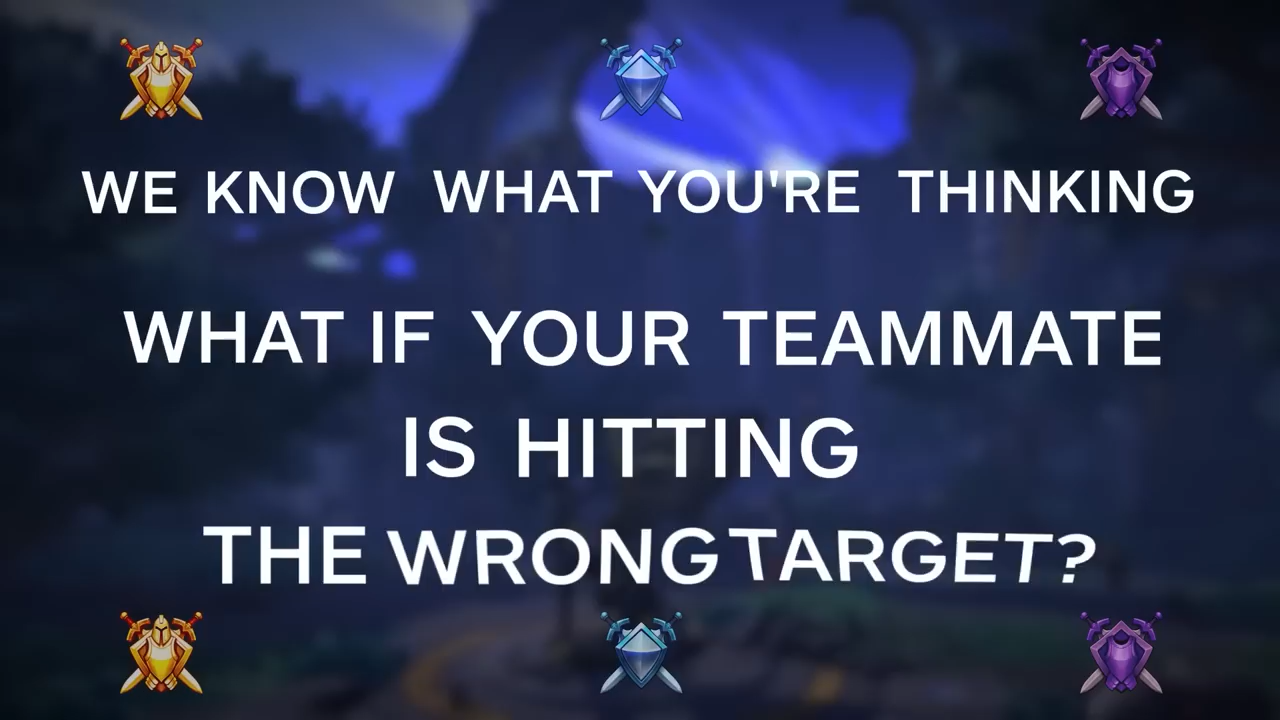 WE KNOW WHAT YOU'RE THINKING
WHAT IF YOUR TEAMMATE
IS HITTING
THE WRONG TARGET?